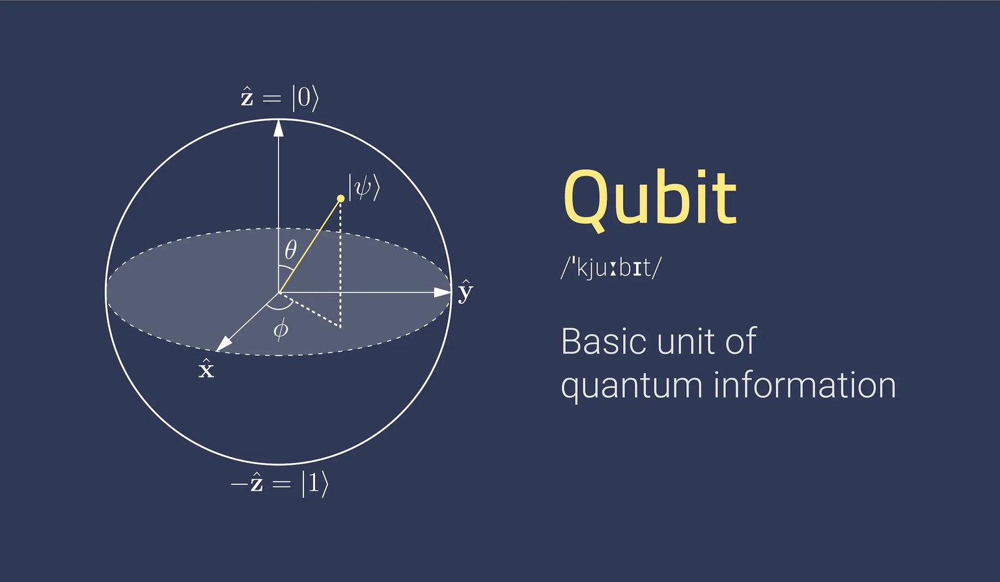 ẑ = |0⟩
|ψ⟩
θ
ŷ
ϕ
x̂
−ẑ = |1⟩
Qubit
/ˈkjuːbɪt/
Basic unit of
quantum information